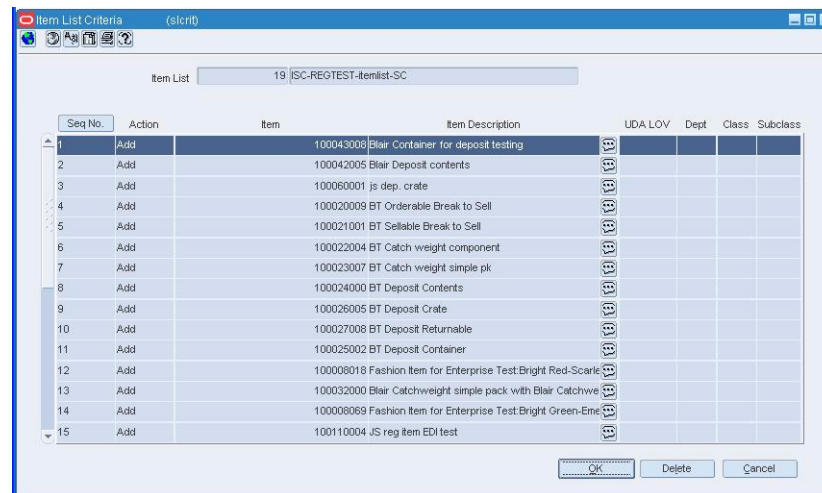 Item List Criteria (slcrit)
Item List 19 ISC-REGTEST-itemlist-SC
Seq No. Action Item Item Description UDA LOV Dept Class Subclass
1 Add 100043008 Blair Container for deposit testing
2 Add 100042005 Blair Deposit contents
3 Add 100060001 js dep. crate
4 Add 100020009 BT Orderable Break to Sell
5 Add 100021001 BT Sellable Break to Sell
6 Add 100022004 BT Catch weight component
7 Add 100023007 BT Catch weight simple pk
8 Add 100024000 BT Deposit Contents
9 Add 100026005 BT Deposit Crate
10 Add 100027008 BT Deposit Returnable
11 Add 100025002 BT Deposit Container
12 Add 100008018 Fashion Item for Enterprise Test:Bright Red-Scarle
13 Add 100032000 Blair Catchweight simple pack with Blair Catchwe
14 Add 100008069 Fashion Item for Enterprise Test:Bright Green-Eme
15 Add 100110004 JS reg item EDI test
OK Delete Cancel